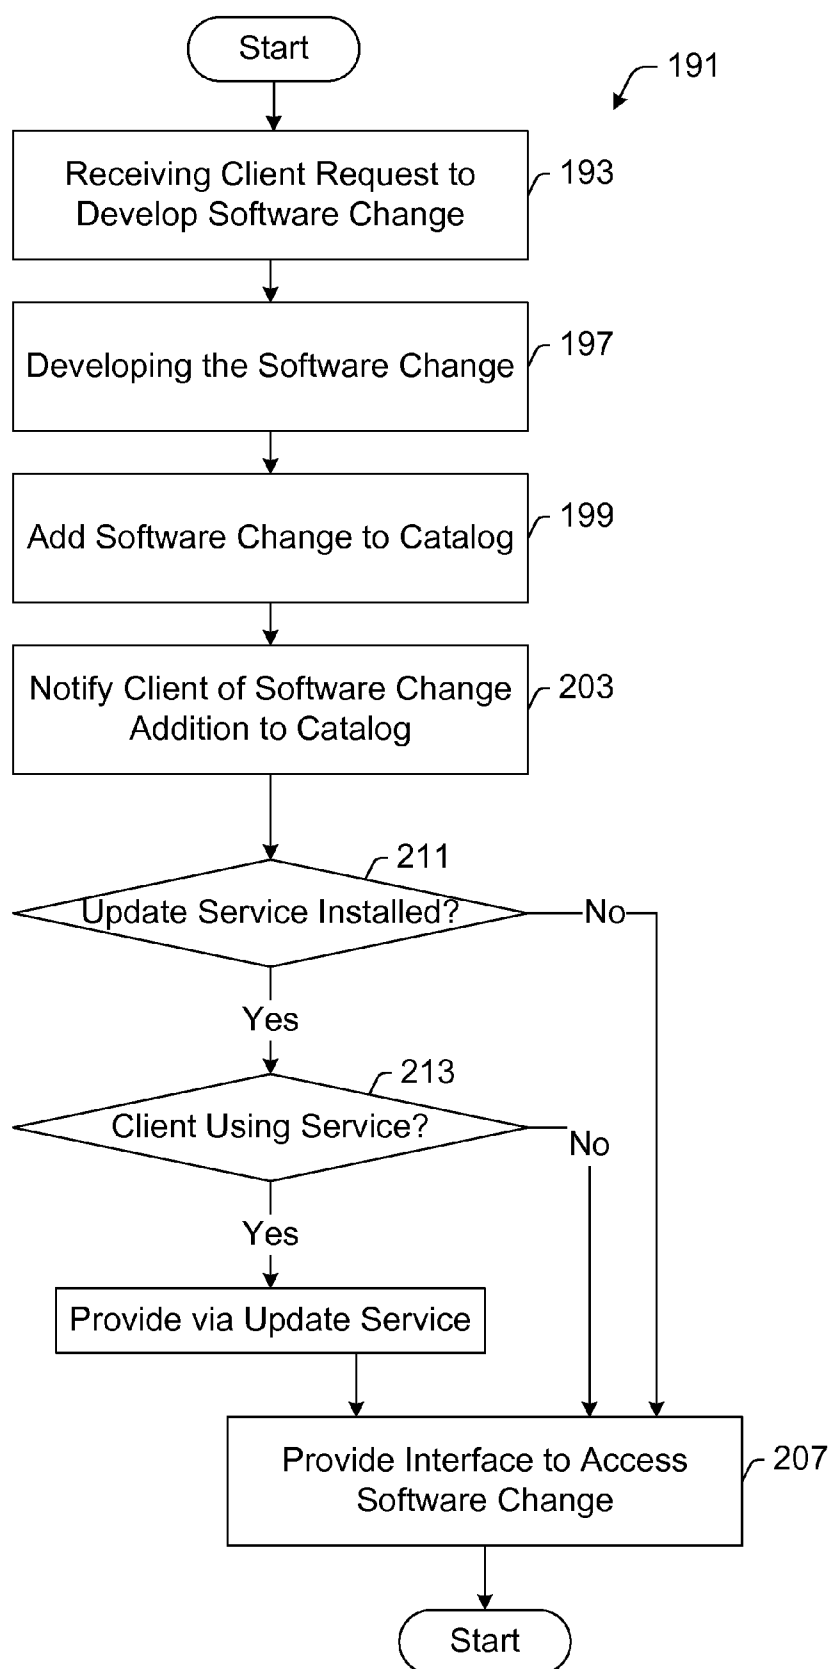 Start
191
Receiving Client Request to
Develop Software Change
193
Developing the Software Change
197
Add Software Change to Catalog
199
Notify Client of Software Change
Addition to Catalog
203
211
Update Service Installed?
No
Yes
213
Client Using Service?
No
Yes
Provide via Update Service
Provide Interface to Access
Software Change
207
Start